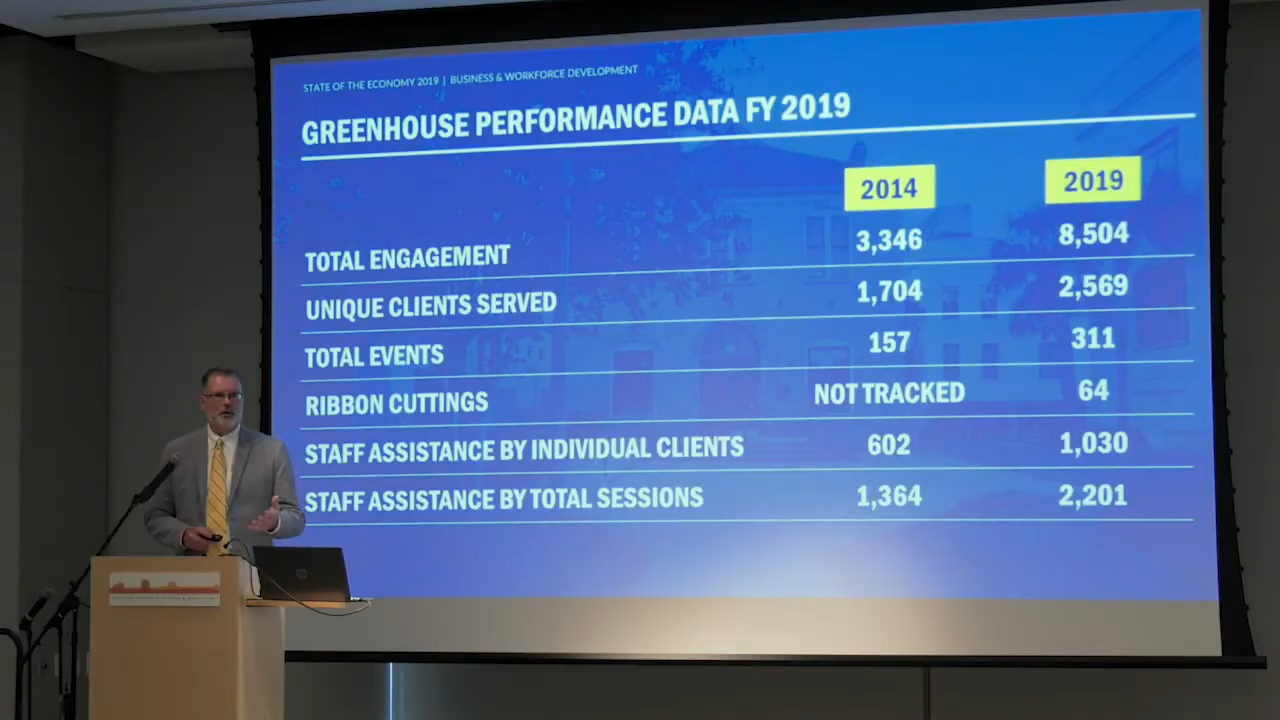 STATE OF THE ECONOMY 2019 | BUSINESS & WORKFORCE DEVELOPMENT
GREENHOUSE PERFORMANCE DATA FY 2019
2014 2019
TOTAL ENGAGEMENT 3,346 8,504
UNIQUE CLIENTS SERVED 1,704 2,569
TOTAL EVENTS 157 311
RIBBON CUTTINGS NOT TRACKED 64
STAFF ASSISTANCE BY INDIVIDUAL CLIENTS 602 1,030
STAFF ASSISTANCE BY TOTAL SESSIONS 1,364 2,201